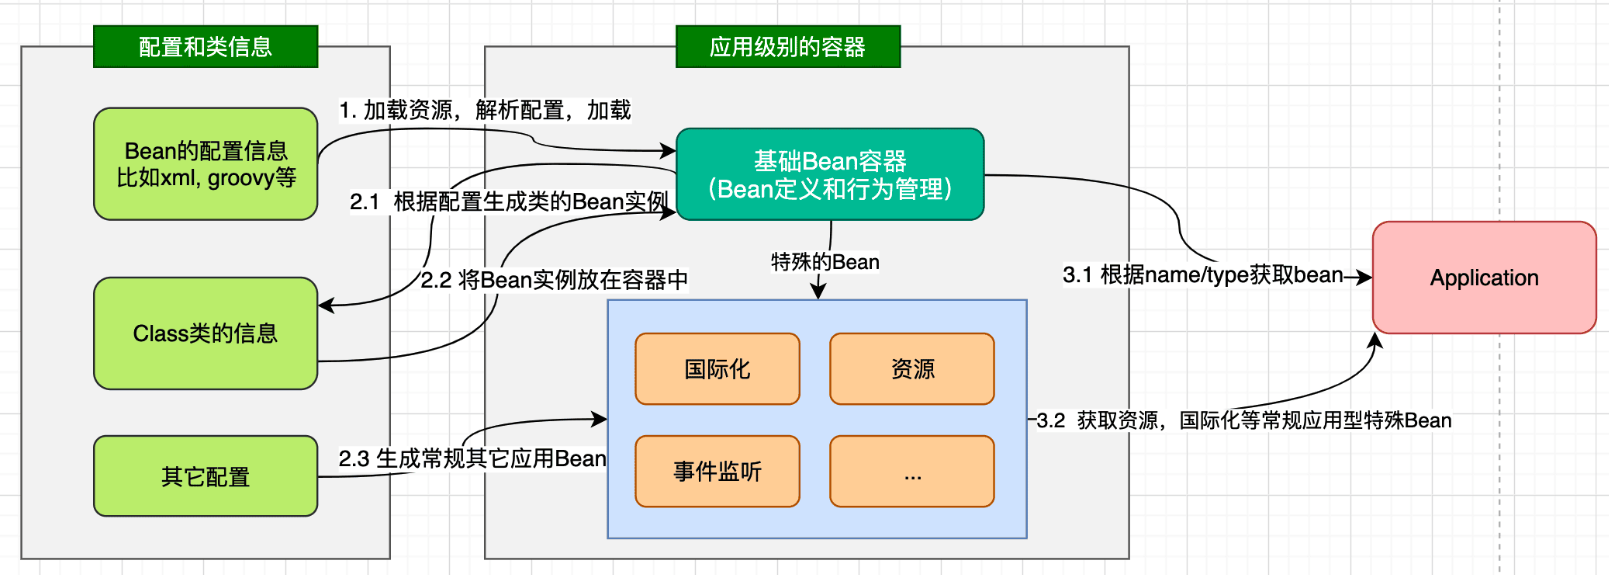 配置和类信息
应用级别的容器
1. 加载资源，解析配置，加载
Bean的配置信息
比如xml, groovy等
基础Bean容器
（Bean定义和行为管理）
2.1  根据配置生成类的Bean实例
特殊的Bean
2.2 将Bean实例放在容器中
3.1 根据name/type获取bean
Application
Class类的信息
国际化
资源
3.2  获取资源，国际化等常规应用型特殊Bean
2.3 生成常规其它应用Bean
其它配置
事件监听
...